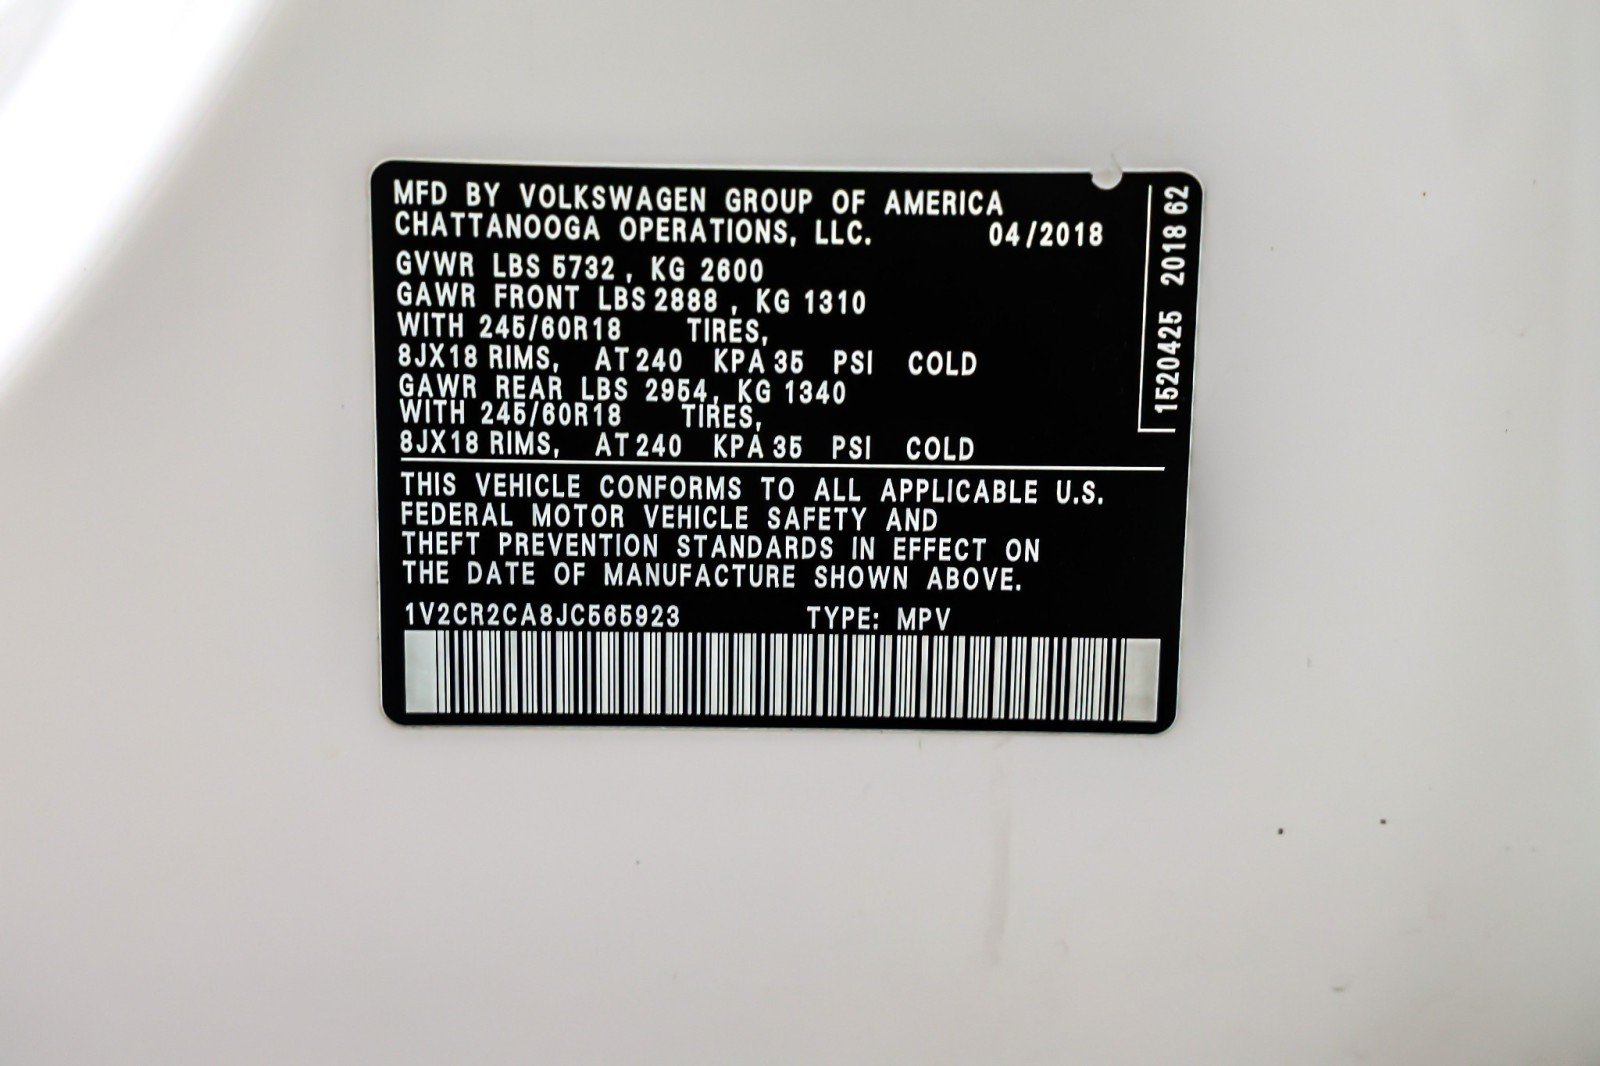 MFD BY VOLKSWAGEN GROUP OF AMERICA
CHATTANOOGA OPERATIONS, LLC. 04/2018
GVWR LBS 5732, KG 2600
GAWR FRONT LBS 2888, KG 1310
WITH 245/60R18 TIRES,
8JX18 RIMS, AT 240 KPA 35 PSI COLD
GAWR REAR LBS 2954, KG 1340
WITH 245/60R18 TIRES,
8JX18 RIMS, AT 240 KPA 35 PSI COLD
THIS VEHICLE CONFORMS TO ALL APPLICABLE U.S.
FEDERAL MOTOR VEHICLE SAFETY AND
THEFT PREVENTION STANDARDS IN EFFECT ON
THE DATE OF MANUFACTURE SHOWN ABOVE.
1V2CR2CA8JC565923 TYPE: MPV
1520425 2018 62